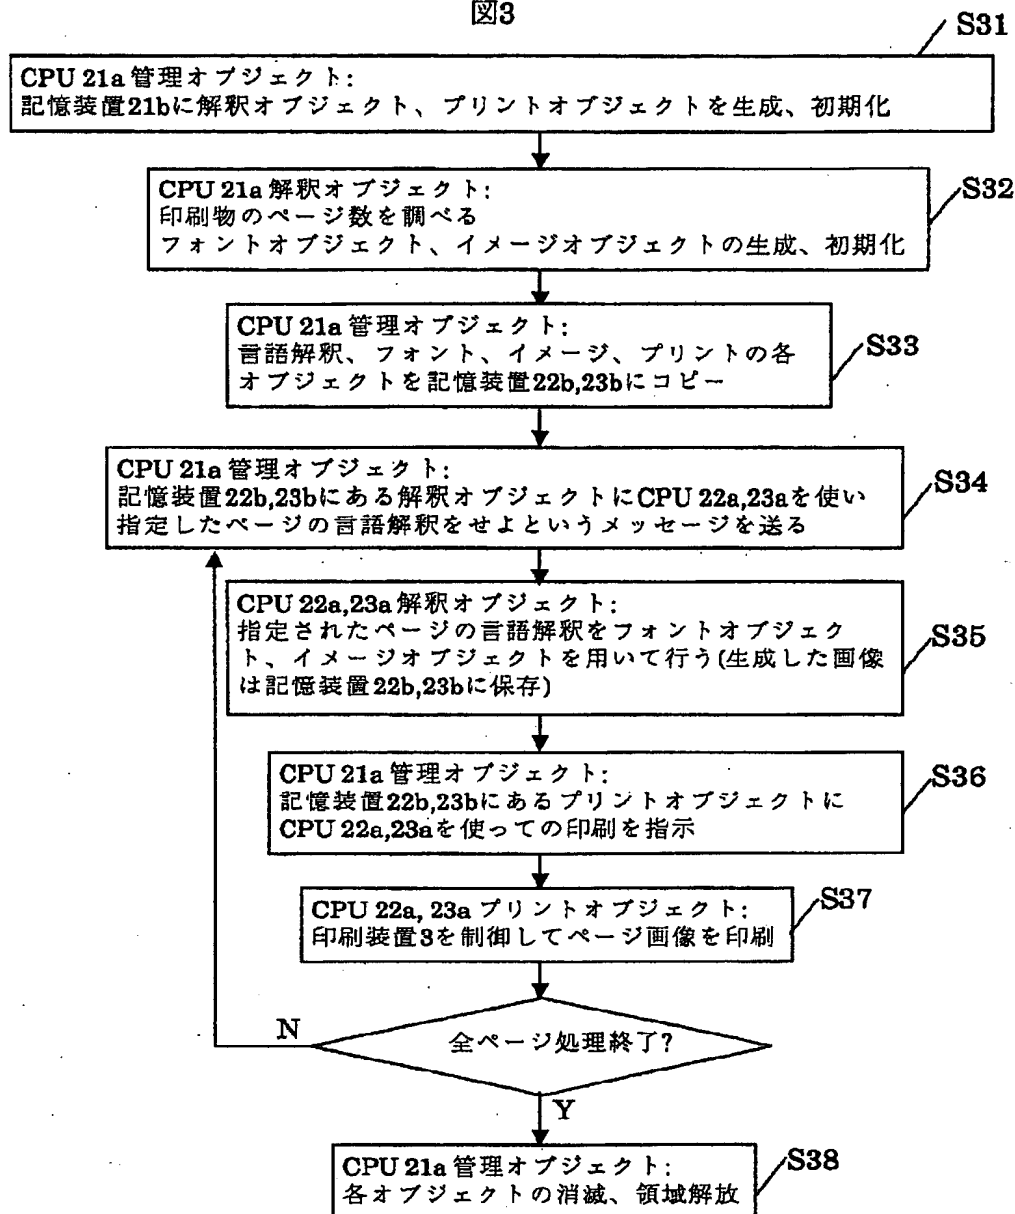 図3
S31
CPU 21a 管理オブジェクト:
記憶装置21bに解釈オブジェクト、プリントオブジェクトを生成、初期化
S32
CPU 21a 解釈オブジェクト:
印刷物のページ数を調べる
フォントオブジェクト、イメージオブジェクトの生成、初期化
S33
CPU 21a 管理オブジェクト:
言語解釈、フォント、イメージ、プリントの各
オブジェクトを記憶装置22b,23bにコピー
S34
CPU 21a 管理オブジェクト:
記憶装置22b,23bにある解釈オブジェクトにCPU 22a,23aを使い
指定したページの言語解釈をせよというメッセージを送る
S35
CPU 22a,23a 解釈オブジェクト:
指定されたページの言語解釈をフォントオブジェク
ト、イメージオブジェクトを用いて行う(生成した画像
は記憶装置22b,23bに保存)
S36
CPU 21a 管理オブジェクト:
記憶装置22b,23bにあるプリントオブジェクトに
CPU 22a,23aを使っての印刷を指示
S37
CPU 22a, 23a プリントオブジェクト:
印刷装置3を制御してページ画像を印刷
N
全ページ処理終了?
Y
S38
CPU 21a 管理オブジェクト:
各オブジェクトの消滅、領域解放